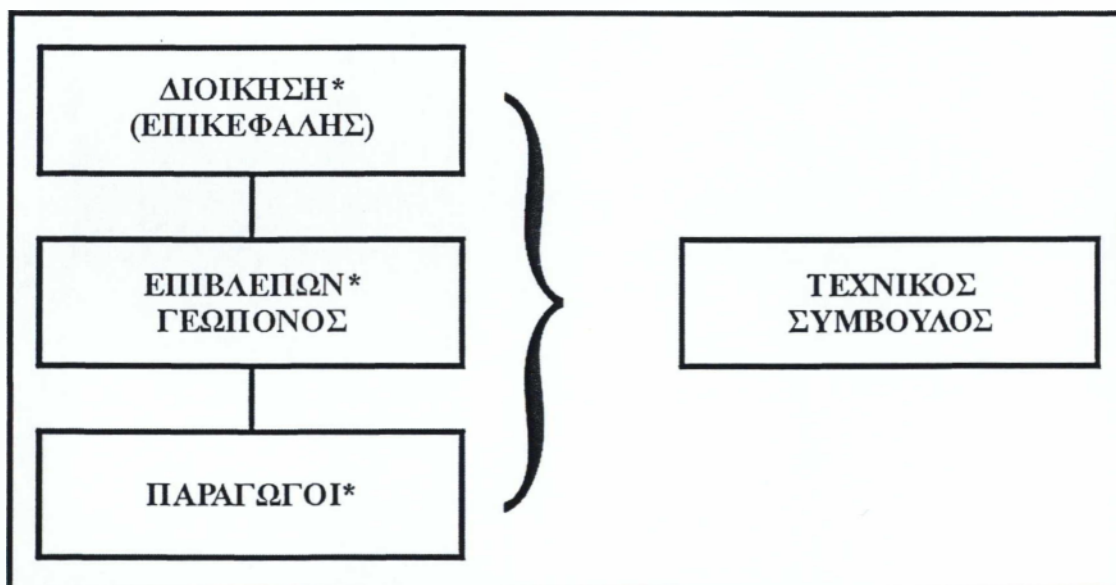 ΔΙΟΙΚΗΣΗ*
(ΕΠΙΚΕΦΑΛΗΣ)
ΕΠΙΒΛΕΠΩΝ*
ΓΕΩΠΟΝΟΣ
ΠΑΡΑΓΩΓΟΙ*
ΤΕΧΝΙΚΟΣ
ΣΥΜΒΟΥΛΟΣ